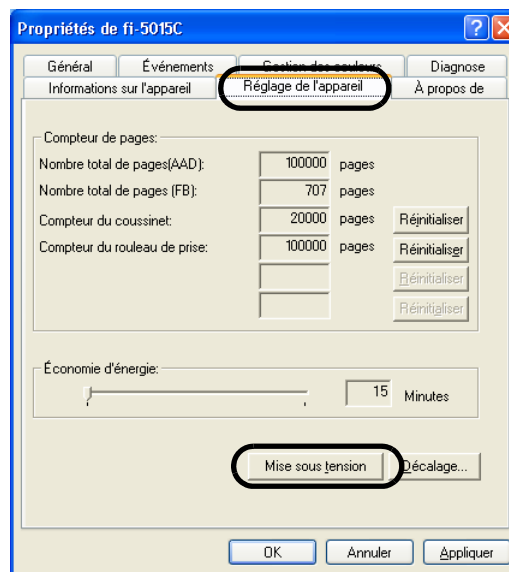 Propriétés de fi-5015C
Général Événements Gestion des couleurs Diagnose
Informations sur l'appareil Réglage de l'appareil À propos de
Compteur de pages:
Nombre total de pages(AAD): 100000 pages
Nombre total de pages (FB): 707 pages
Compteur du coussinet: 20000 pages Réinitialiser
Compteur du rouleau de prise: 100000 pages Réinitialiser
Réinitialiser
Réinitialiser
Économie d'énergie:
15 Minutes
Mise sous tension Décalage...
OK Annuler Appliquer